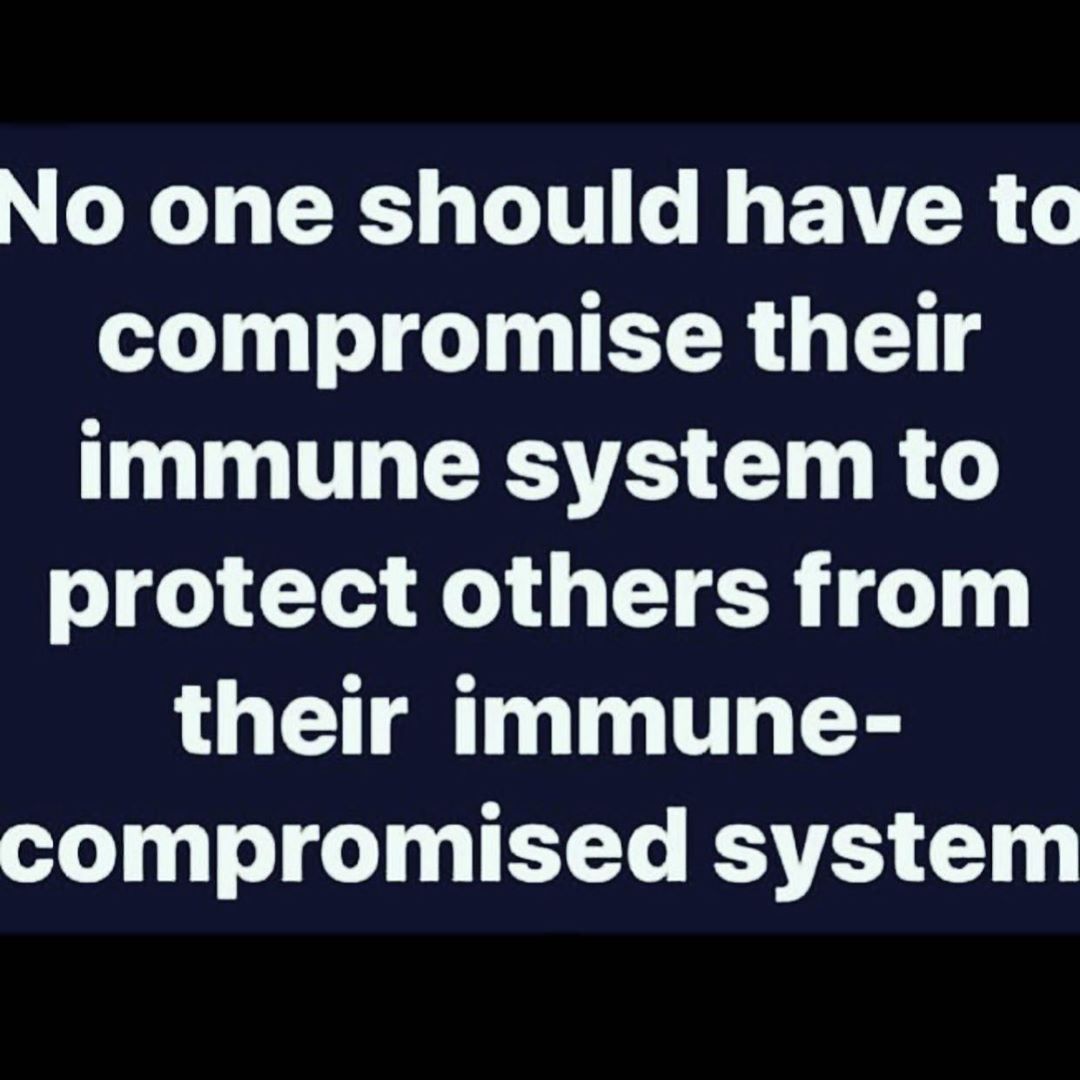 No one should have to
compromise their
immune system to
protect others from
their  immune-
compromised system